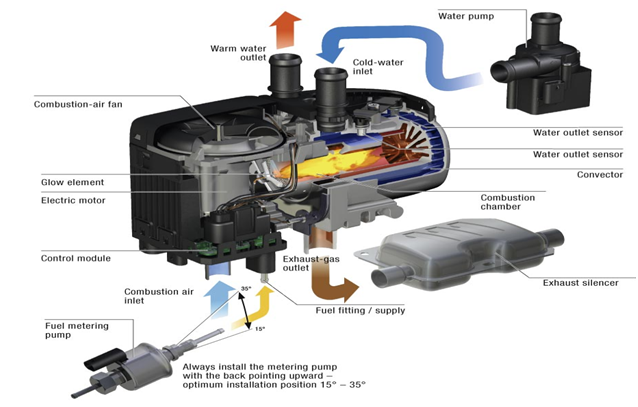 Water pump
Warm water
outlet
Cold-water
inlet
Combustion-air fan
Water outlet sensor
Water outlet sensor
Convector
Glow element
Electric motor
Combustion
chamber
Control module
Exhaust-gas
outlet
Exhaust silencer
Combustion air
inlet
35°
Fuel fitting / supply
Fuel metering
pump
15°
Always install the metering pump
with the back pointing upward –
optimum installation position 15° – 35°